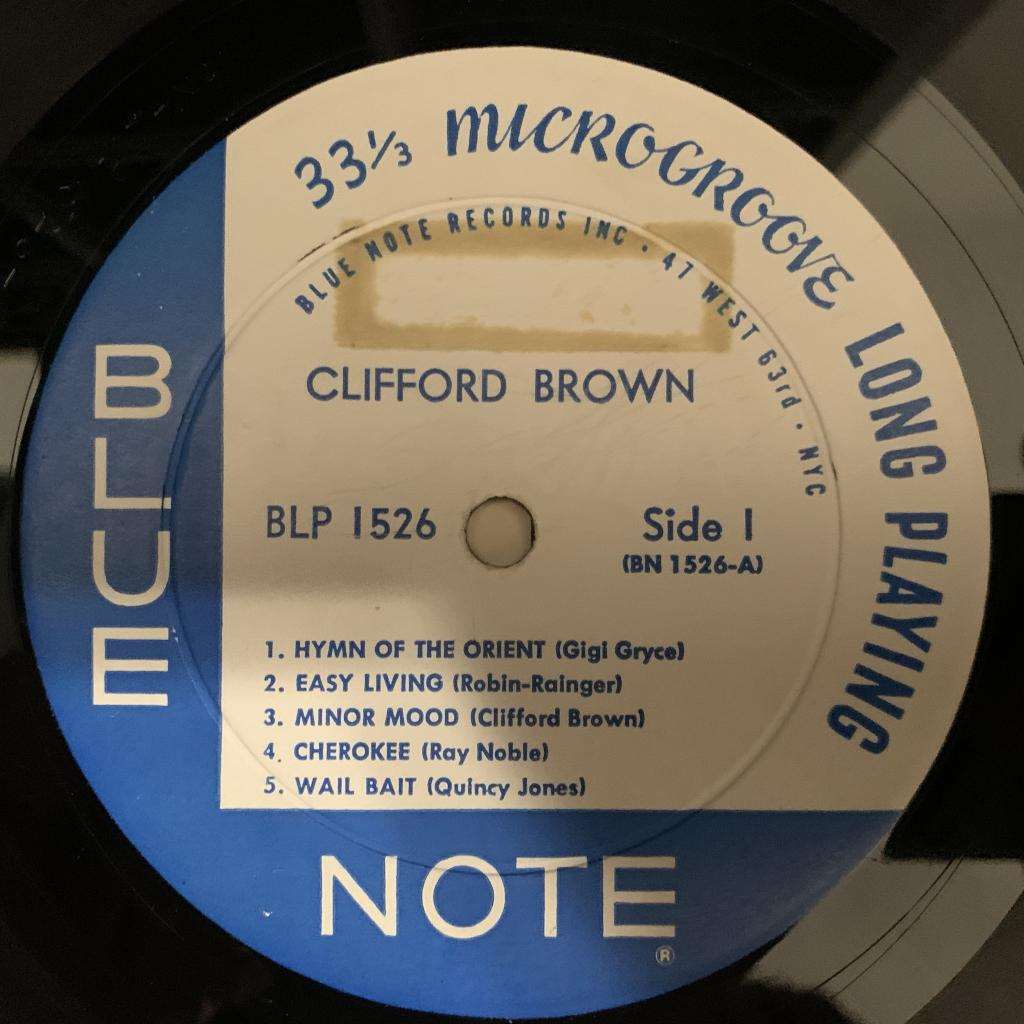 33⅓ MICROGROOVE LONG PLAYING
BLUE NOTE RECORDS INC • 47 WEST 63rd • NYC
CLIFFORD BROWN
BLP 1526
Side 1
(BN 1526-A)
1. HYMN OF THE ORIENT (Gigi Gryce)
2. EASY LIVING (Robin-Rainger)
3. MINOR MOOD (Clifford Brown)
4. CHEROKEE (Ray Noble)
5. WAIL BAIT (Quincy Jones)
BLUE
NOTE
®